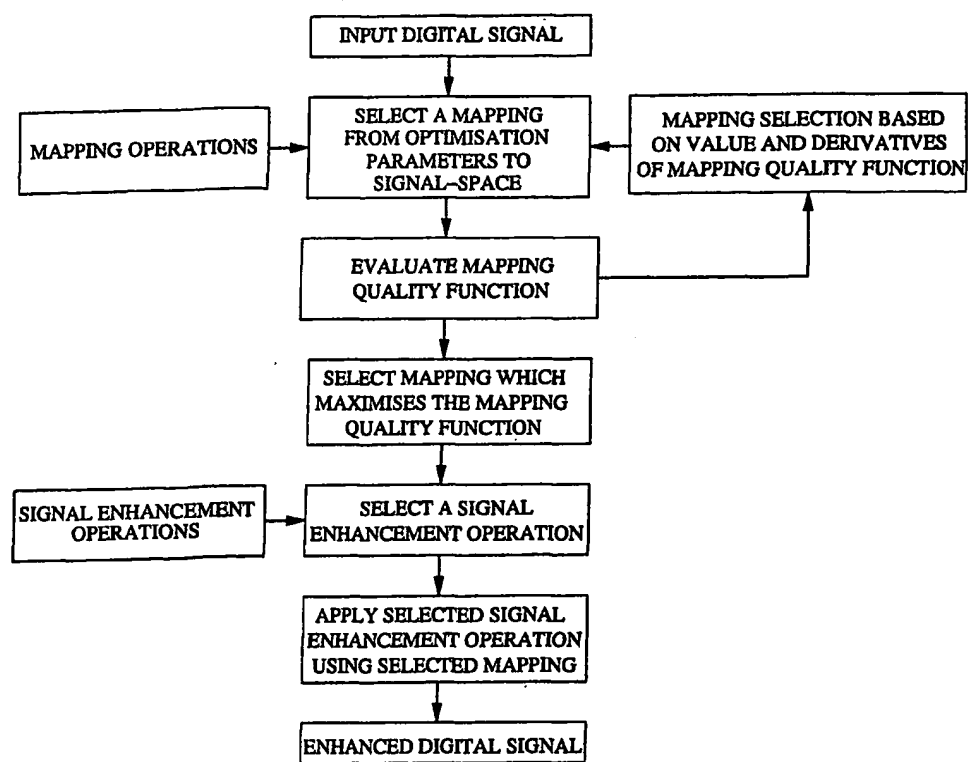 INPUT DIGITAL SIGNAL
MAPPING OPERATIONS
SELECT A MAPPING
FROM OPTIMISATION
PARAMETERS TO
SIGNAL-SPACE
MAPPING SELECTION BASED
ON VALUE AND DERIVATIVES
OF MAPPING QUALITY FUNCTION
EVALUATE MAPPING
QUALITY FUNCTION
SELECT MAPPING WHICH
MAXIMISES THE MAPPING
QUALITY FUNCTION
SIGNAL ENHANCEMENT
OPERATIONS
SELECT A SIGNAL
ENHANCEMENT OPERATION
APPLY SELECTED SIGNAL
ENHANCEMENT OPERATION
USING SELECTED MAPPING
ENHANCED DIGITAL SIGNAL